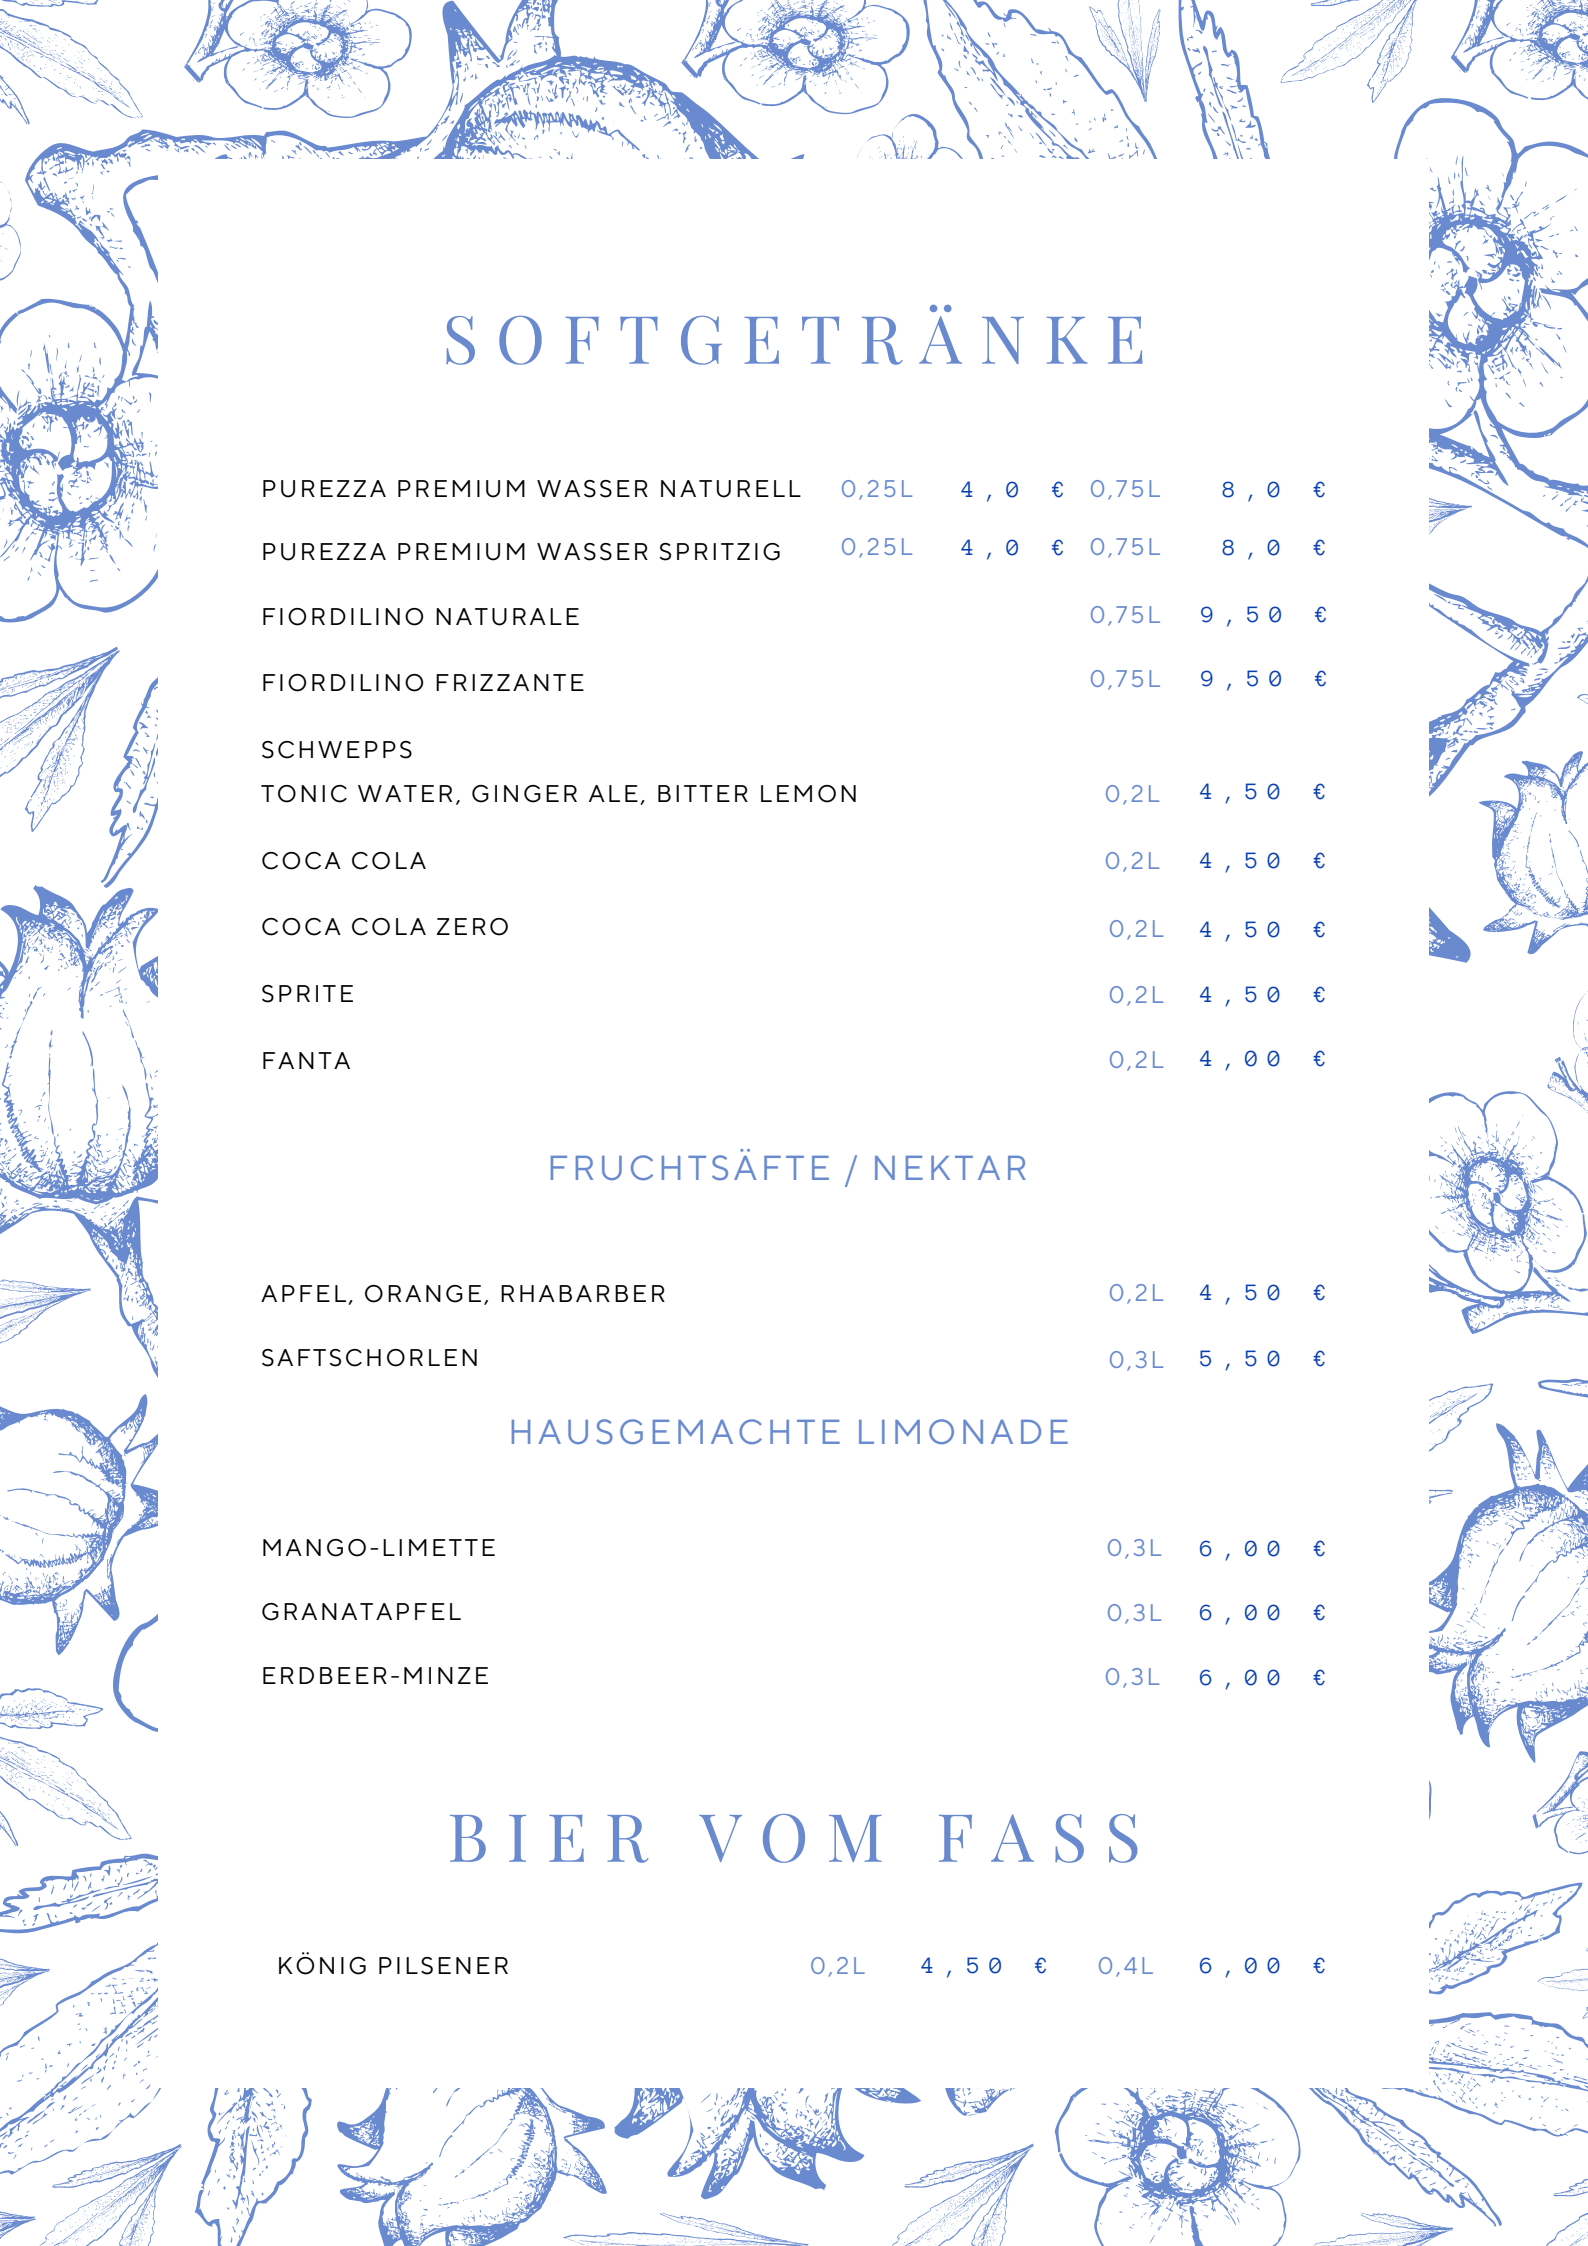 SOFTGETRÄNKE
PUREZZA PREMIUM WASSER NATURELL 0,25L 4,0 € 0,75L 8,0 €
PUREZZA PREMIUM WASSER SPRITZIG 0,25L 4,0 € 0,75L 8,0 €
FIORDILINO NATURALE 0,75L 9,50 €
FIORDILINO FRIZZANTE 0,75L 9,50 €
SCHWEPPS
TONIC WATER, GINGER ALE, BITTER LEMON 0,2L 4,50 €
COCA COLA 0,2L 4,50 €
COCA COLA ZERO 0,2L 4,50 €
SPRITE 0,2L 4,50 €
FANTA 0,2L 4,00 €
FRUCHTSÄFTE / NEKTAR
APFEL, ORANGE, RHABARBER 0,2L 4,50 €
SAFTSCHORLEN 0,3L 5,50 €
HAUSGEMACHTE LIMONADE
MANGO-LIMETTE 0,3L 6,00 €
GRANATAPFEL 0,3L 6,00 €
ERDBEER-MINZE 0,3L 6,00 €
BIER VOM FASS
KÖNIG PILSENER 0,2L 4,50 € 0,4L 6,00 €